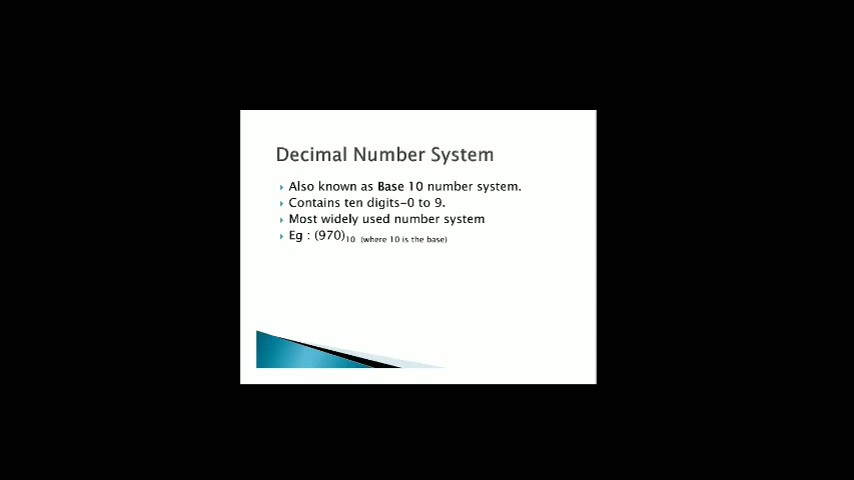 Decimal Number System
Also known as Base 10 number system.
Contains ten digits-0 to 9.
Most widely used number system
Eg : (970)10 (where 10 is the base)